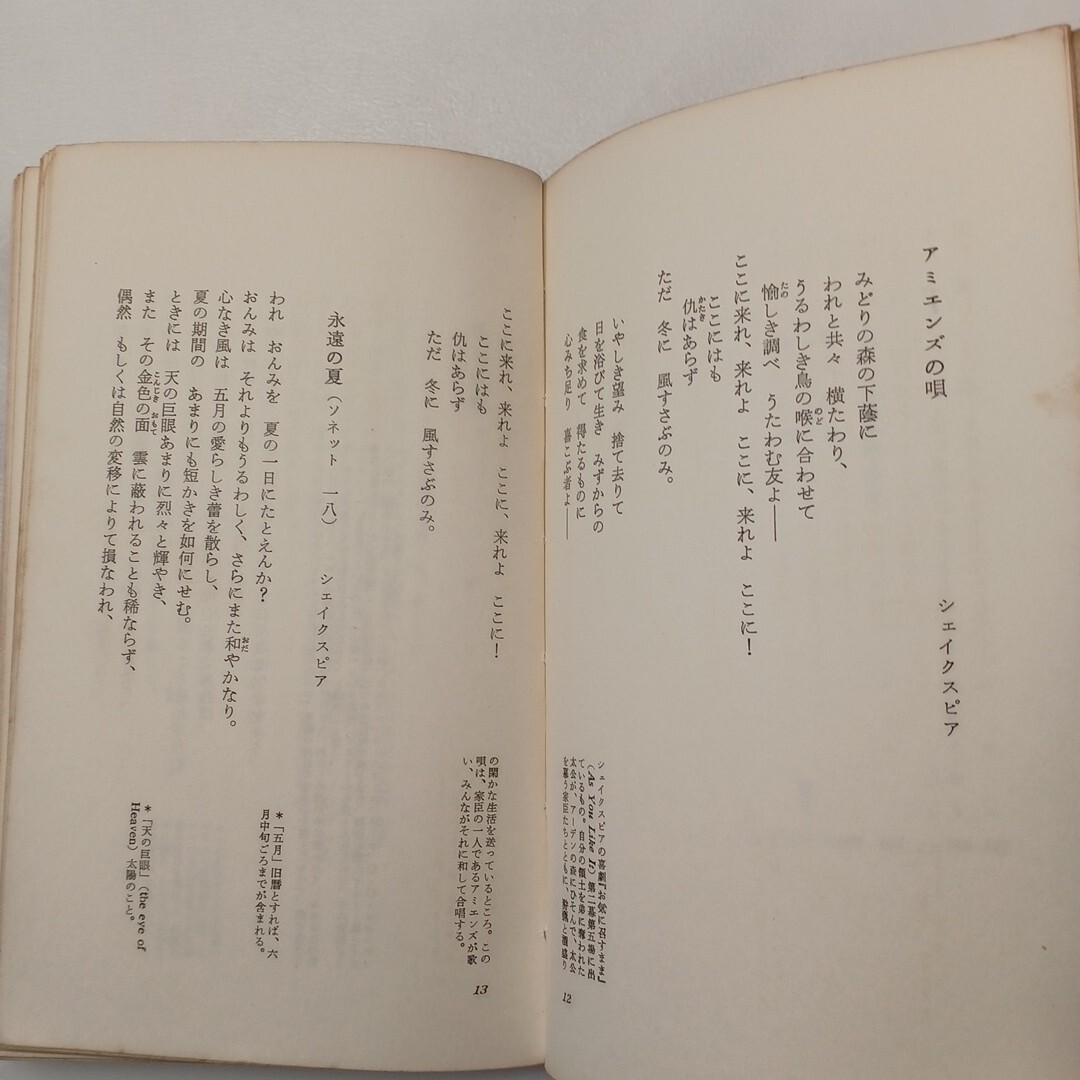 アミエンズの唄
シェイクスピア
みどりの森の下蔭に
われと共々　横たわり、
うるわしき鳥の喉に合わせて
愉しき調べ　うたわむ友よ――
ここに来れ、来れよ　ここに、来れよ　ここに！
ここにはも
仇はあらず
ただ　冬に　風すさぶのみ。
いやしき望み　捨て去りて
日を浴びて生き　みずからの
食を求めて　得たるものに
心みち足り　喜こぶ者よ――
シェイクスピアの喜劇『お気に召すまま』
（As You Like It）第二幕第五場に出
ているもの。自分の領土を弟に奪われた
太公が、アーデンの森にひそんで、太公
を慕う家臣たちとともに、狩猟と酒盛り
12
ここに来れ、来れよ　ここに、来れよ　ここに！
ここにはも
仇はあらず
ただ　冬に　風すさぶのみ。
の閑かな生活を送っているところ。この
唄は、家臣の一人であるアミエンズが歌
い、みんながそれに和して合唱する。
永遠の夏（ソネット　一八）
シェイクスピア
われ　おんみを　夏の一日にたとえんか？
おんみは　それよりもうるわしく、さらにまた和やかなり。
心なき風は　五月の愛らしき蕾を散らし、
夏の期間の　あまりにも短かきを如何にせむ。
ときには　天の巨眼あまりに烈々と輝やき、
また　その金色の面　雲に蔽われることも稀ならず、
偶然　もしくは自然の変移によりて損なわれ、
＊「五月」旧暦とすれば、六
月中旬ごろまでが含まれる。
＊「天の巨眼」（the eye of
Heaven）太陽のこと。
13